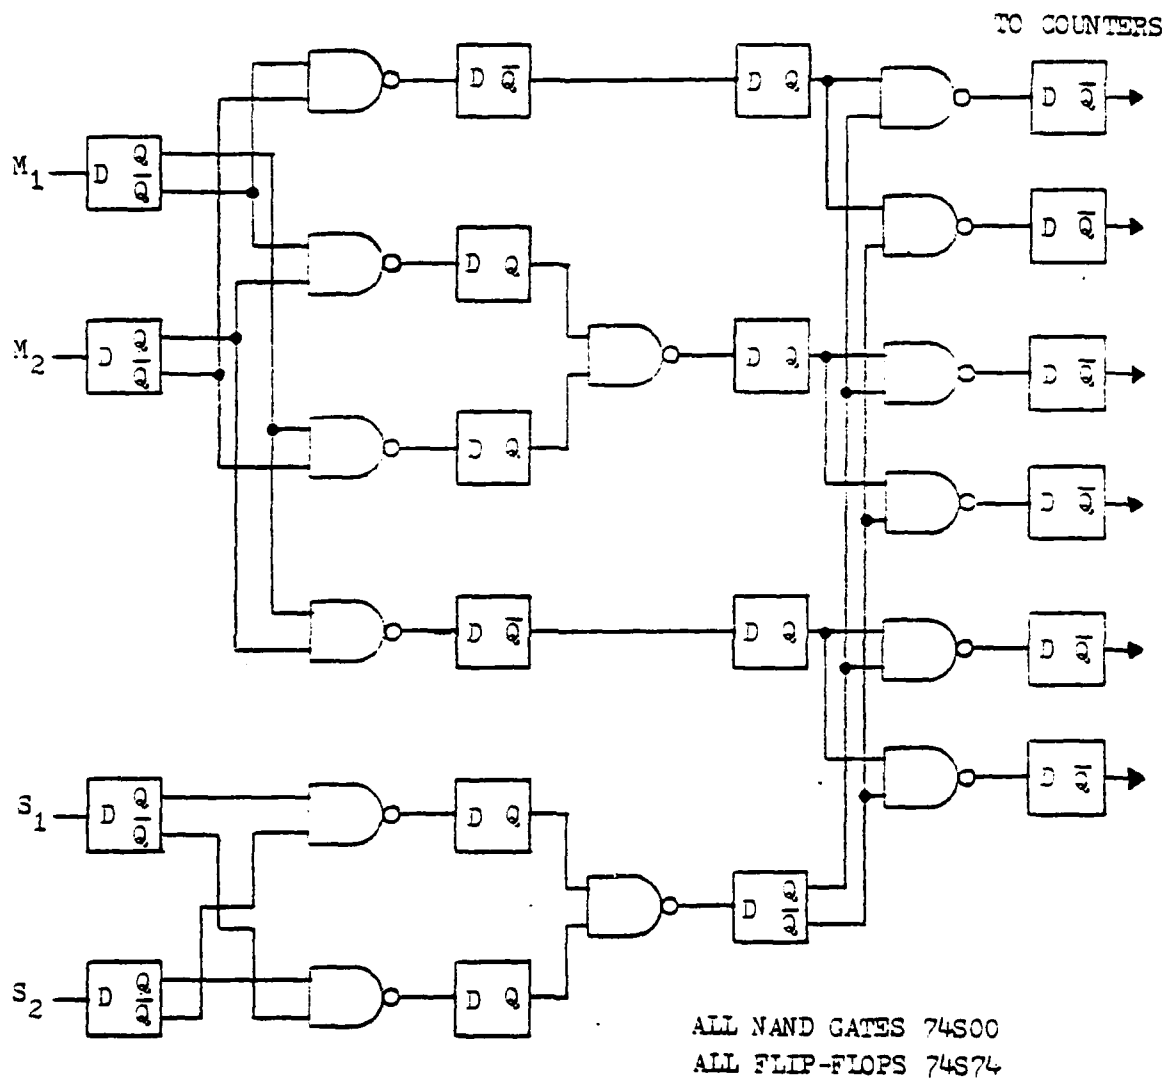 TO COUNTERS
D Q̅
D Q
D Q̅
M1
D Q Q̅
D Q̅
D Q
M2
D Q Q̅
D Q
D Q̅
D Q
D Q̅
D Q̅
D Q
D Q̅
S1
D Q Q̅
D Q
D Q̅
D Q Q̅
S2
D Q Q̅
D Q
ALL NAND GATES 74S00
ALL FLIP-FLOPS 74S74